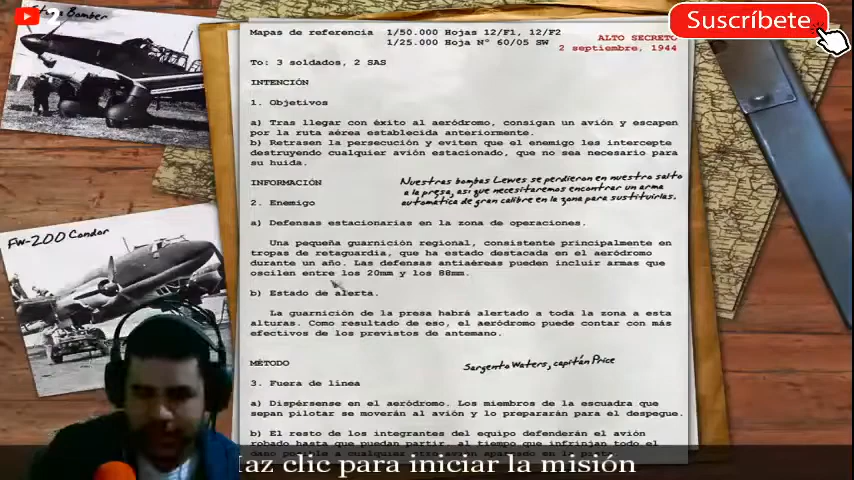 Stuka Bomber
Suscríbete
Mapas de referencia 1/50.000 Hojas 12/F1, 12/F2
1/25.000 Hoja Nº 60/05 SW
ALTO SECRETO
2 septiembre, 1944
To: 3 soldados, 2 SAS
INTENCIÓN
1. Objetivos
a) Tras llegar con éxito al aeródromo, consigan un avión y escapen
por la ruta aérea establecida anteriormente.
b) Retrasen la persecución y eviten que el enemigo les intercepte
destruyendo cualquier avión estacionado, que no sea necesario para
su huida.
INFORMACIÓN
Nuestras bombas Lewes se perdieron en nuestro salto
a la presa, así que necesitaremos encontrar un arma
automática de gran calibre en la zona para sustituirlas.
2. Enemigo
a) Defensas estacionarias en la zona de operaciones.
Una pequeña guarnición regional, consistente principalmente en
tropas de retaguardia, que ha estado destacada en el aeródromo
durante un año. Las defensas antiaéreas pueden incluir armas que
oscilen entre los 20mm y los 88mm.
FW-200 Condor
b) Estado de alerta.
La guarnición de la presa habrá alertado a toda la zona a esta
alturas. Como resultado de eso, el aeródromo puede contar con más
efectivos de los previstos de antemano.
MÉTODO
Sargento Waters, capitán Price
3. Fuera de línea
a) Dispérsense en el aeródromo. Los miembros de la escuadra que
sepan pilotar se moverán al avión y lo prepararán para el despegue.
b) El resto de los integrantes del equipo defenderán el avión
robado hasta que puedan partir, al tiempo que infrinjan todo el
Haz clic para iniciar la misión